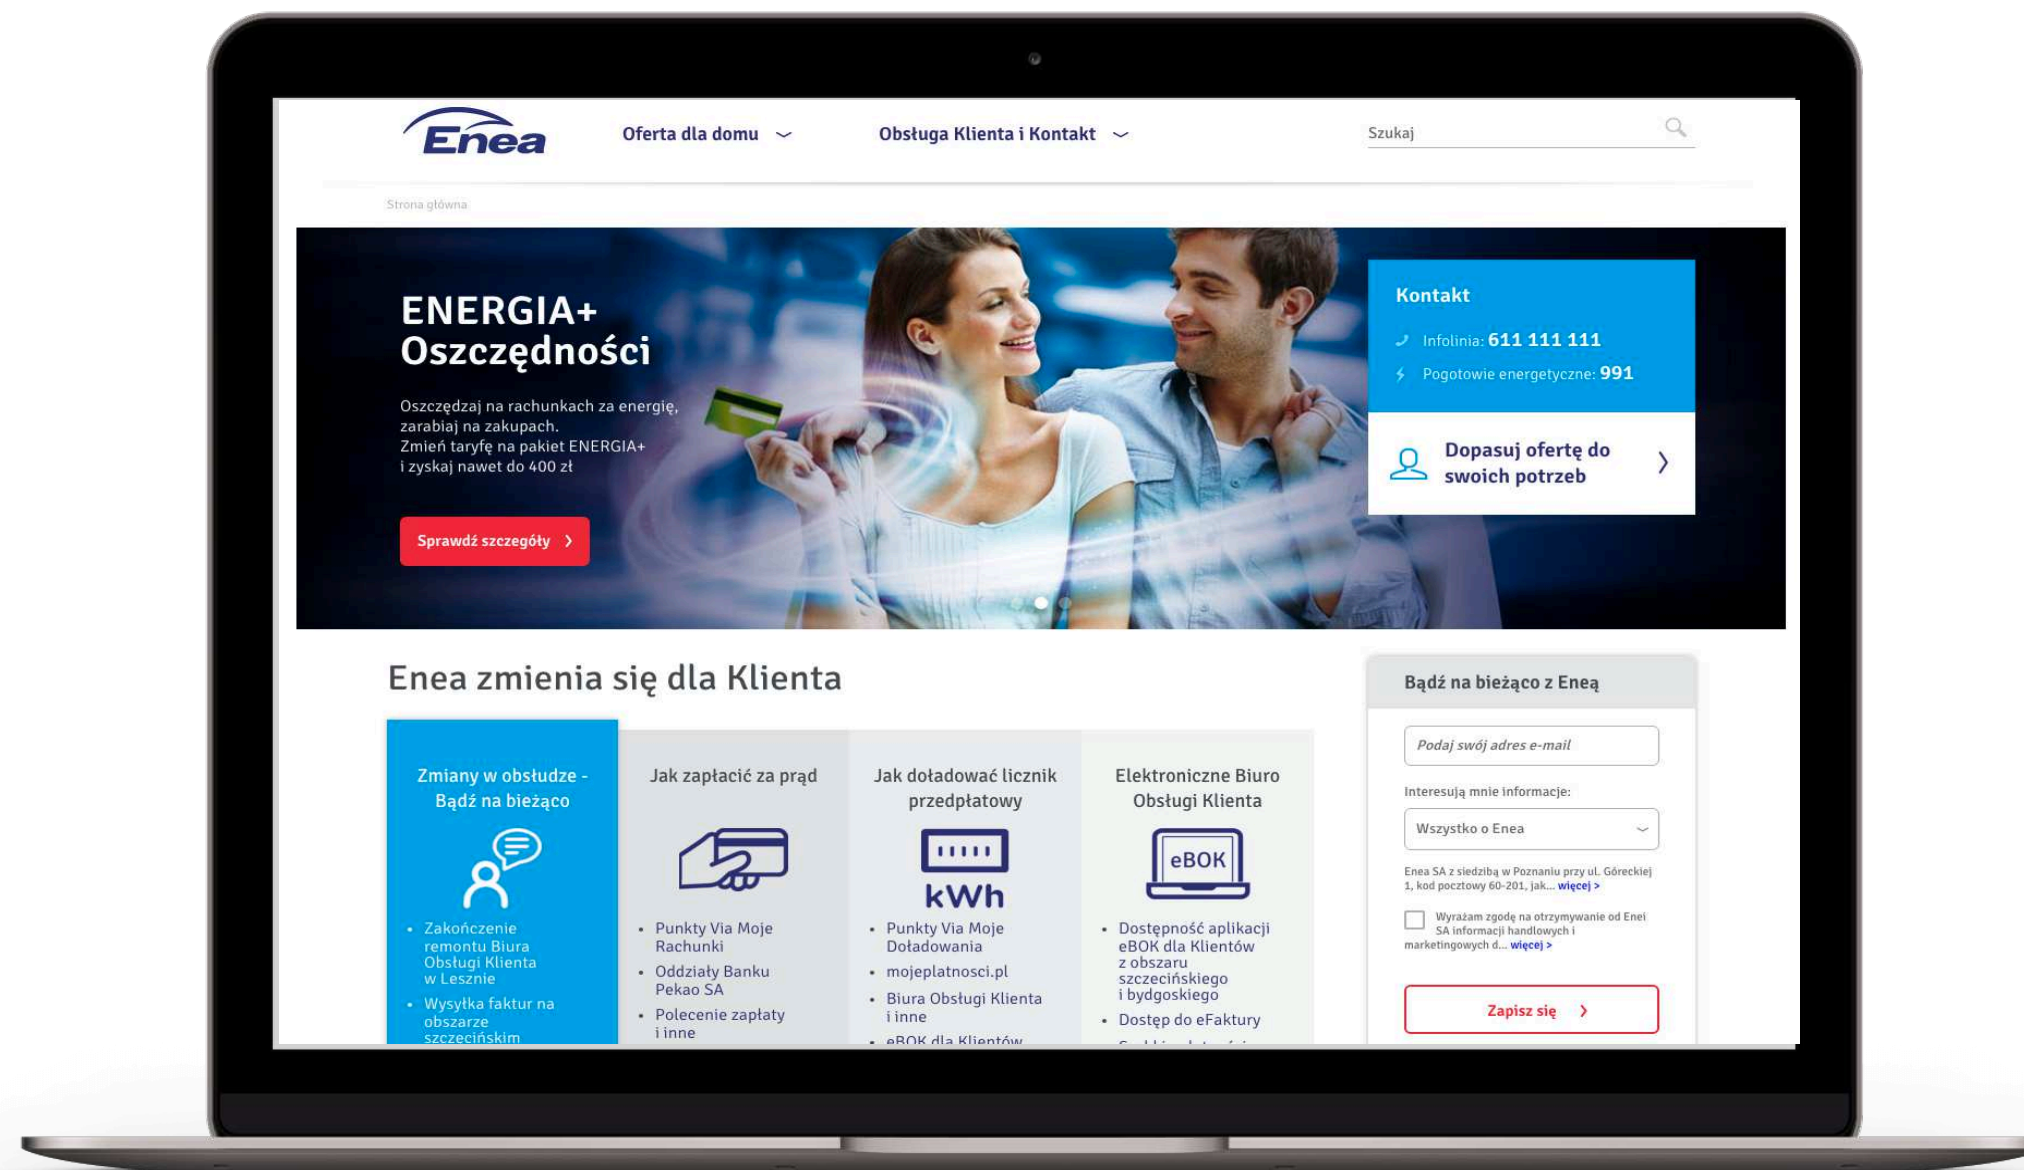 Enea
Oferta dla domu
Obsługa Klienta i Kontakt
Szukaj
Strona główna
ENERGIA+
Oszczędności
Oszczędzaj na rachunkach za energię,
zarabiaj na zakupach.
Zmień taryfę na pakiet ENERGIA+
i zyskaj nawet do 400 zł
Sprawdź szczegóły
Kontakt
Infolinia: 611 111 111
Pogotowie energetyczne: 991
Dopasuj ofertę do
swoich potrzeb
Enea zmienia się dla Klienta
Zmiany w obsłudze -
Bądź na bieżąco
• Zakończenie
remontu Biura
Obsługi Klienta
w Lesznie
• Wysyłka faktur na
obszarze
szczecińskim
Jak zapłacić za prąd
• Punkty Via Moje
Rachunki
• Oddziały Banku
Pekao SA
• Polecenie zapłaty
i inne
Jak doładować licznik
przedpłatowy
kWh
• Punkty Via Moje
Doładowania
• mojeplatnosci.pl
• Biura Obsługi Klienta
i inne
• eBOK dla Klientów
Elektroniczne Biuro
Obsługi Klienta
eBOK
• Dostępność aplikacji
eBOK dla Klientów
z obszaru
szczecińskiego
i bydgoskiego
• Dostęp do eFaktury
Bądź na bieżąco z Eneą
Podaj swój adres e-mail
Interesują mnie informacje:
Wszystko o Enea
Enea SA z siedzibą w Poznaniu przy ul. Góreckiej
1, kod pocztowy 60-201, jak... więcej >
Wyrażam zgodę na otrzymywanie od Enei
SA informacji handlowych i
marketingowych d... więcej >
Zapisz się